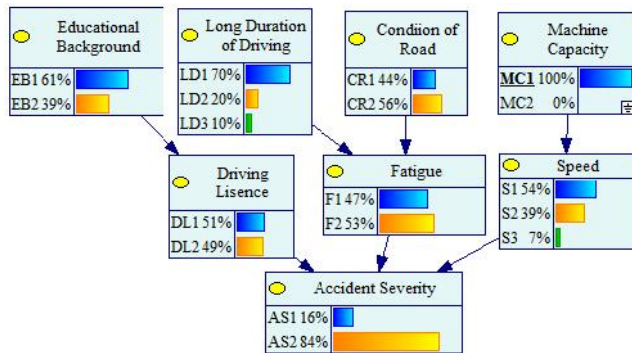 Educational
Background
EB1 61%
EB2 39%
Long Duration
of Driving
LD1 70%
LD2 20%
LD3 10%
Condiion of
Road
CR1 44%
CR2 56%
Machine
Capacity
MC1 100%
MC2 0%
Driving
Lisence
DL1 51%
DL2 49%
Fatigue
F1 47%
F2 53%
Speed
S1 54%
S2 39%
S3 7%
Accident Severity
AS1 16%
AS2 84%